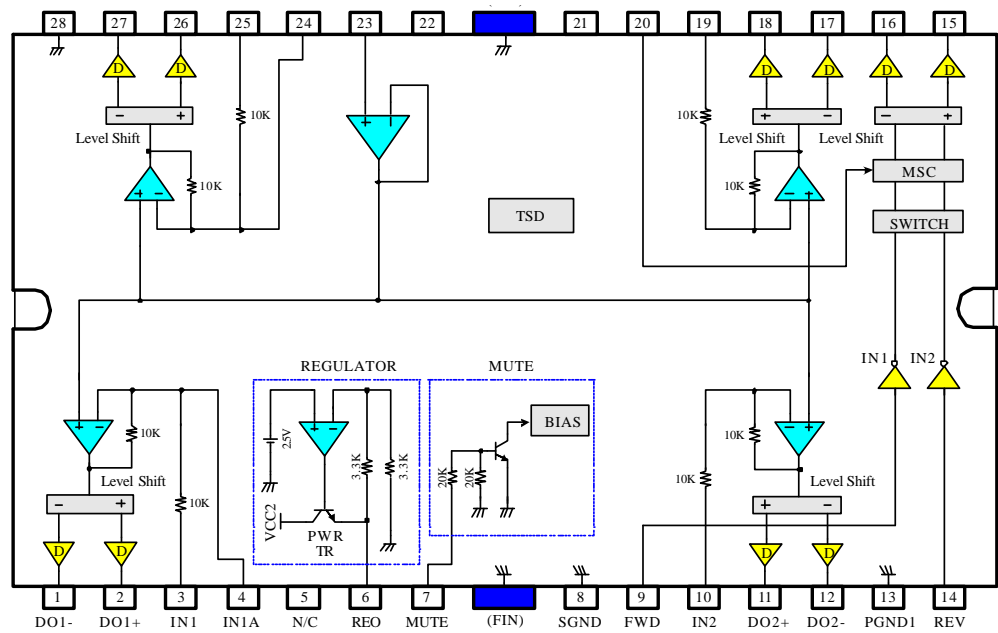 28 27 26 25 24 23 22 21 20 19 18 17 16 15
D D D D D D
10K 10K
- + + - - +
Level Shift Level Shift Level Shift
+ -
MSC
10K 10K
+ - - +
TSD
SWITCH
REGULATOR MUTE IN1 IN2
BIAS
+ - + - - +
10K 2.5V 3.3K 3.3K 20K 20K 10K
Level Shift 10K Level Shift
- + 10K + -
VCC2
PWR
TR
D D D D
1 2 3 4 5 6 7 8 9 10 11 12 13 14
DO1- DO1+ IN1 IN1A N/C REO MUTE (FIN) SGND FWD IN2 DO2+ DO2- PGND1 REV